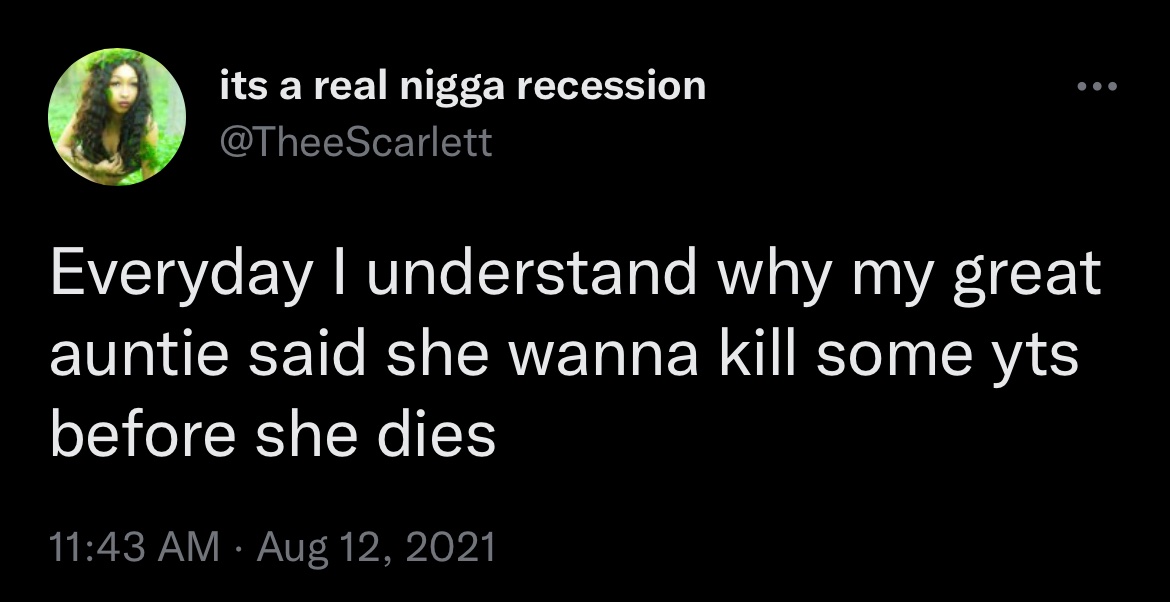 its a real nigga recession
@TheeScarlett
Everyday I understand why my great
auntie said she wanna kill some yts
before she dies
11:43 AM · Aug 12, 2021